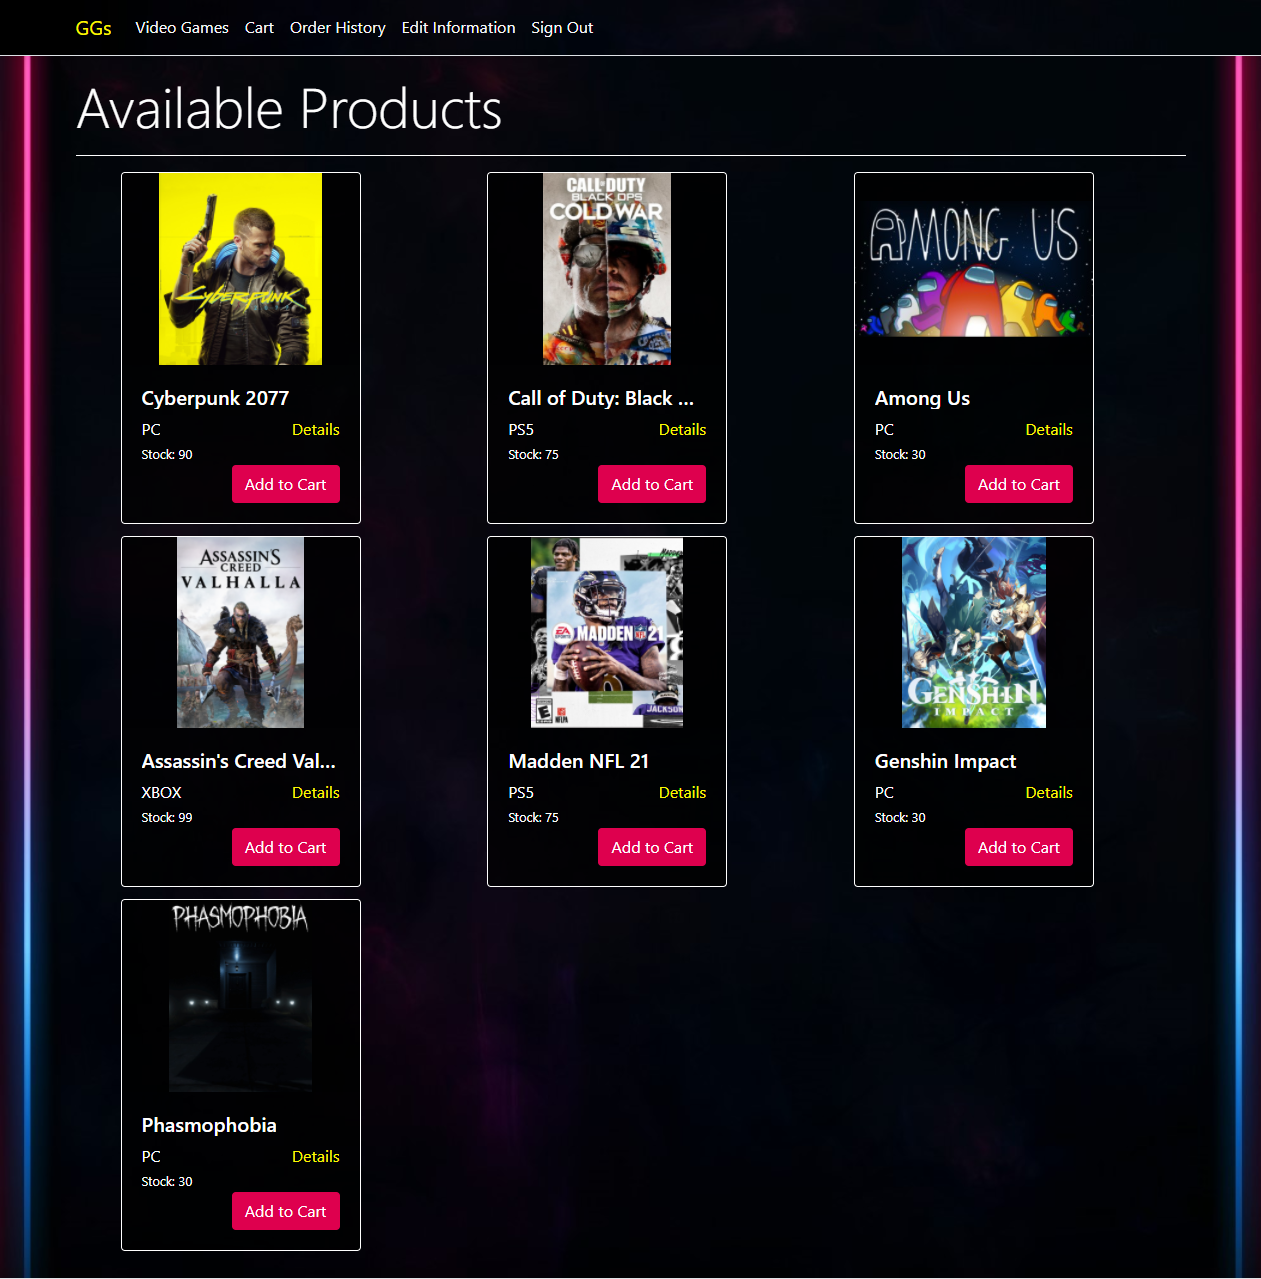 GGs Video Games Cart Order History Edit Information Sign Out
Available Products
CALL OF DUTY
BLACK OPS
COLD WAR
Cyberpunk
AMONG US
Cyberpunk 2077
Call of Duty: Black ...
Among Us
PC Details
PS5 Details
PC Details
Stock: 90
Stock: 75
Stock: 30
Add to Cart
Add to Cart
Add to Cart
ASSASSIN'S
CREED
VALHALLA
MADDEN
EA
SPORTS
MADDEN NFL 21
E
NFLPA
JACKSON
GENSHIN
IMPACT
Assassin's Creed Val...
Madden NFL 21
Genshin Impact
XBOX Details
PS5 Details
PC Details
Stock: 99
Stock: 75
Stock: 30
Add to Cart
Add to Cart
Add to Cart
PHASMOPHOBIA
Phasmophobia
PC Details
Stock: 30
Add to Cart